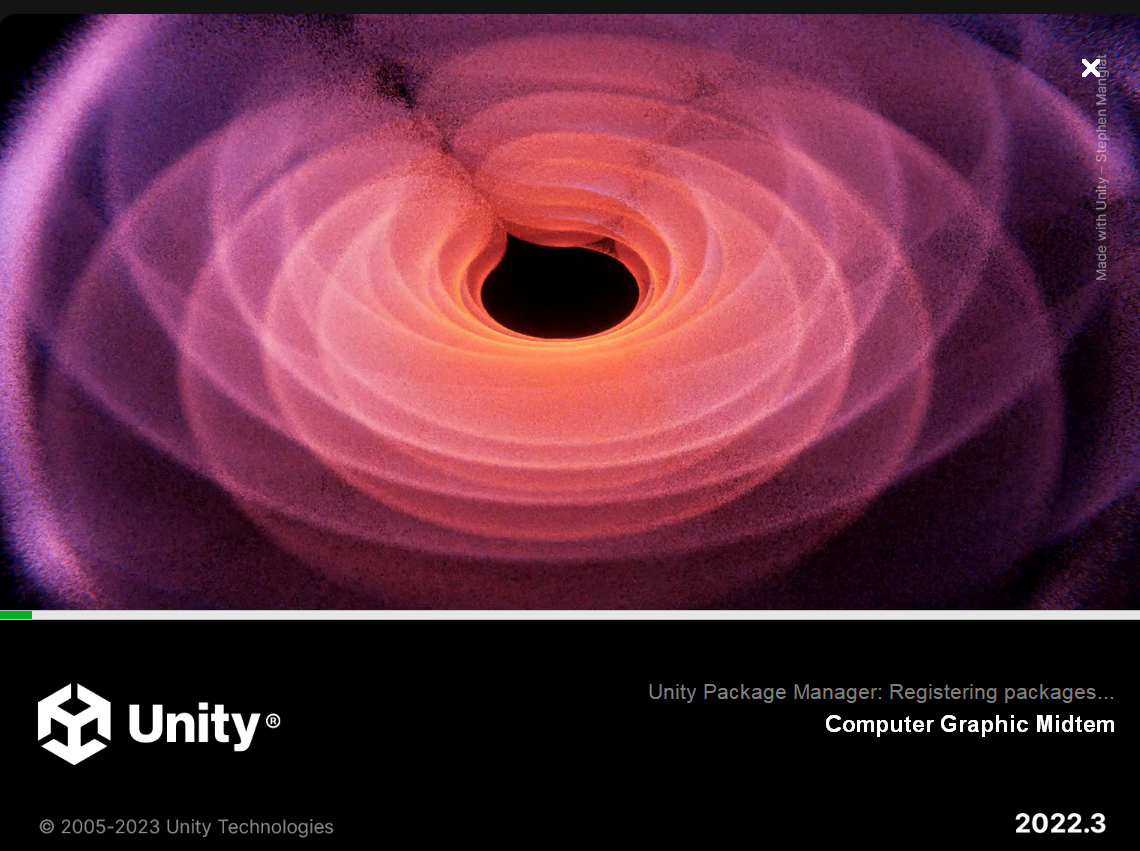 Made with Unity – Stephen Mangiat
Unity Package Manager: Registering packages...
Computer Graphic Midtem
Unity®
© 2005-2023 Unity Technologies
2022.3